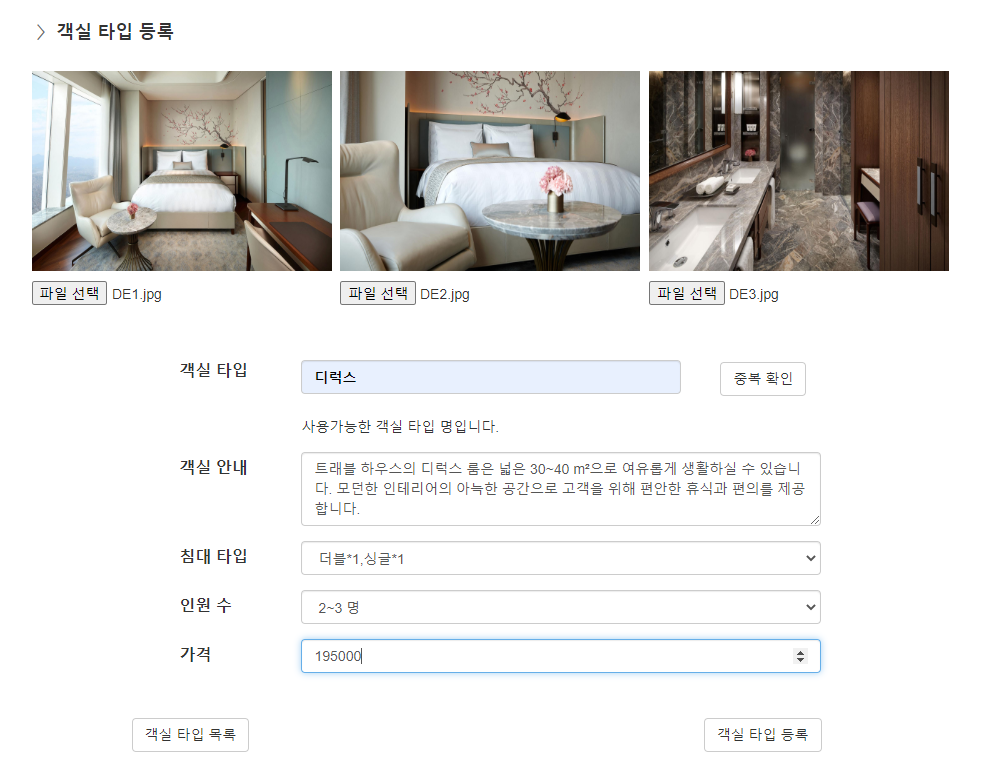 객실 타입 등록
파일 선택 DE1.jpg 파일 선택 DE2.jpg 파일 선택 DE3.jpg
객실 타입 디럭스 중복 확인
사용가능한 객실 타입 명입니다.
객실 안내 트래블 하우스의 디럭스 룸은 넓은 30~40 m²으로 여유롭게 생활하실 수 있습니
다. 모던한 인테리어의 아늑한 공간으로 고객을 위해 편안한 휴식과 편의를 제공
합니다.
침대 타입 더블*1,싱글*1
인원 수 2~3 명
가격 195000
객실 타입 목록 객실 타입 등록